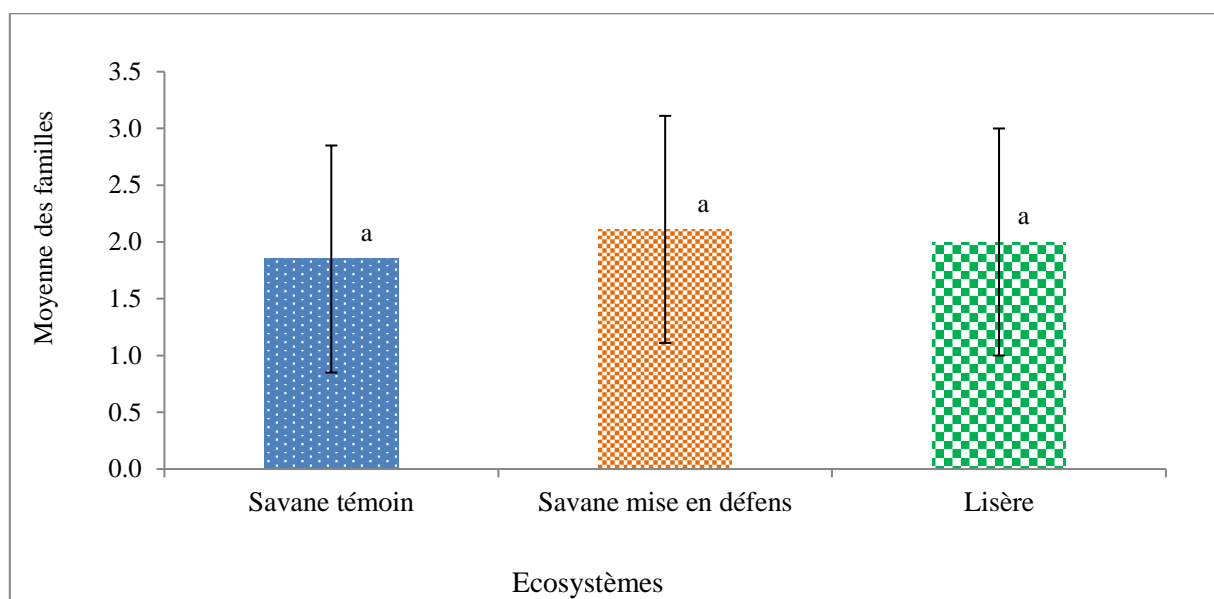 Moyenne des familles
3.5
3.0
2.5
2.0
1.5
1.0
0.5
0.0
a
a
a
Savane témoin
Savane mise en défens
Lisère
Ecosystèmes